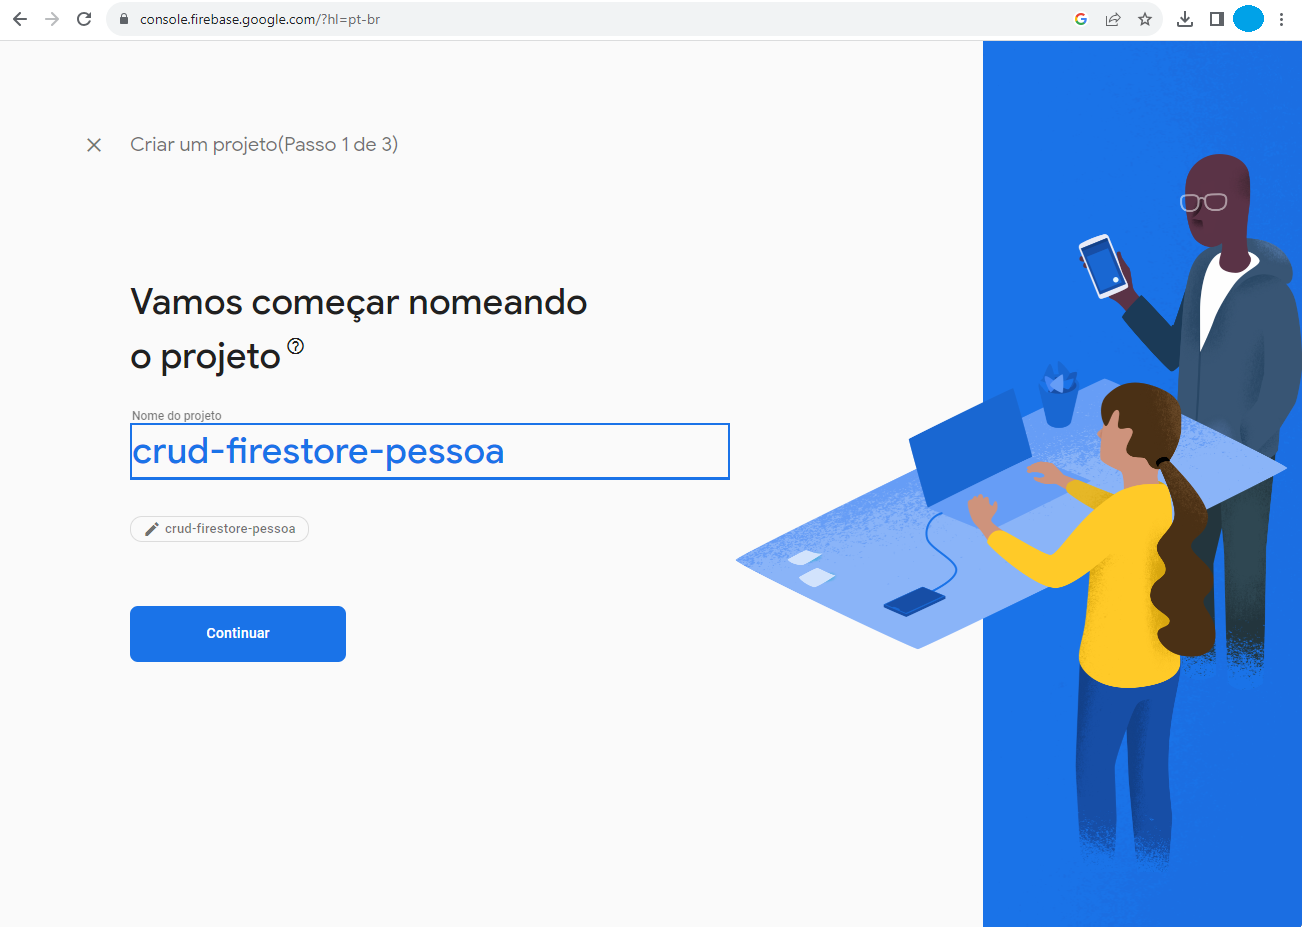 console.firebase.google.com/?hl=pt-br
Criar um projeto(Passo 1 de 3)
Vamos começar nomeando
o projeto
Nome do projeto
crud-firestore-pessoa
crud-firestore-pessoa
Continuar